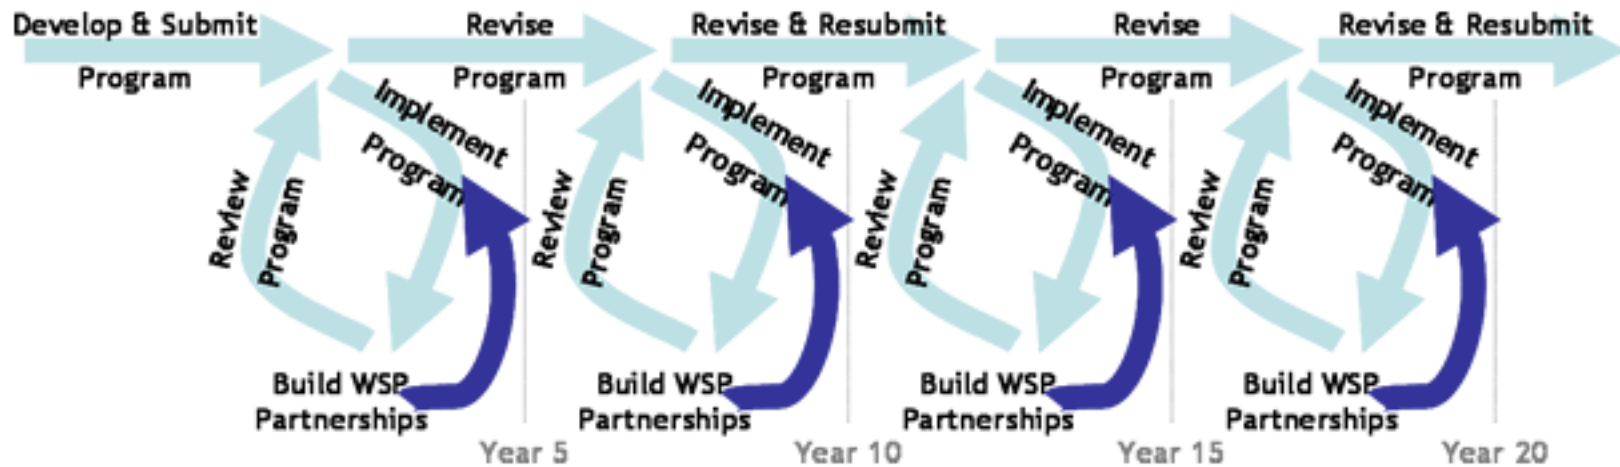 Develop & Submit
Program
Revise
Program
Revise & Resubmit
Program
Revise
Program
Revise & Resubmit
Program
Implement
Program
Review
Program
Build WSP
Partnerships
Year 5
Implement
Program
Review
Program
Build WSP
Partnerships
Year 10
Implement
Program
Review
Program
Build WSP
Partnerships
Year 15
Implement
Program
Review
Program
Build WSP
Partnerships
Year 20